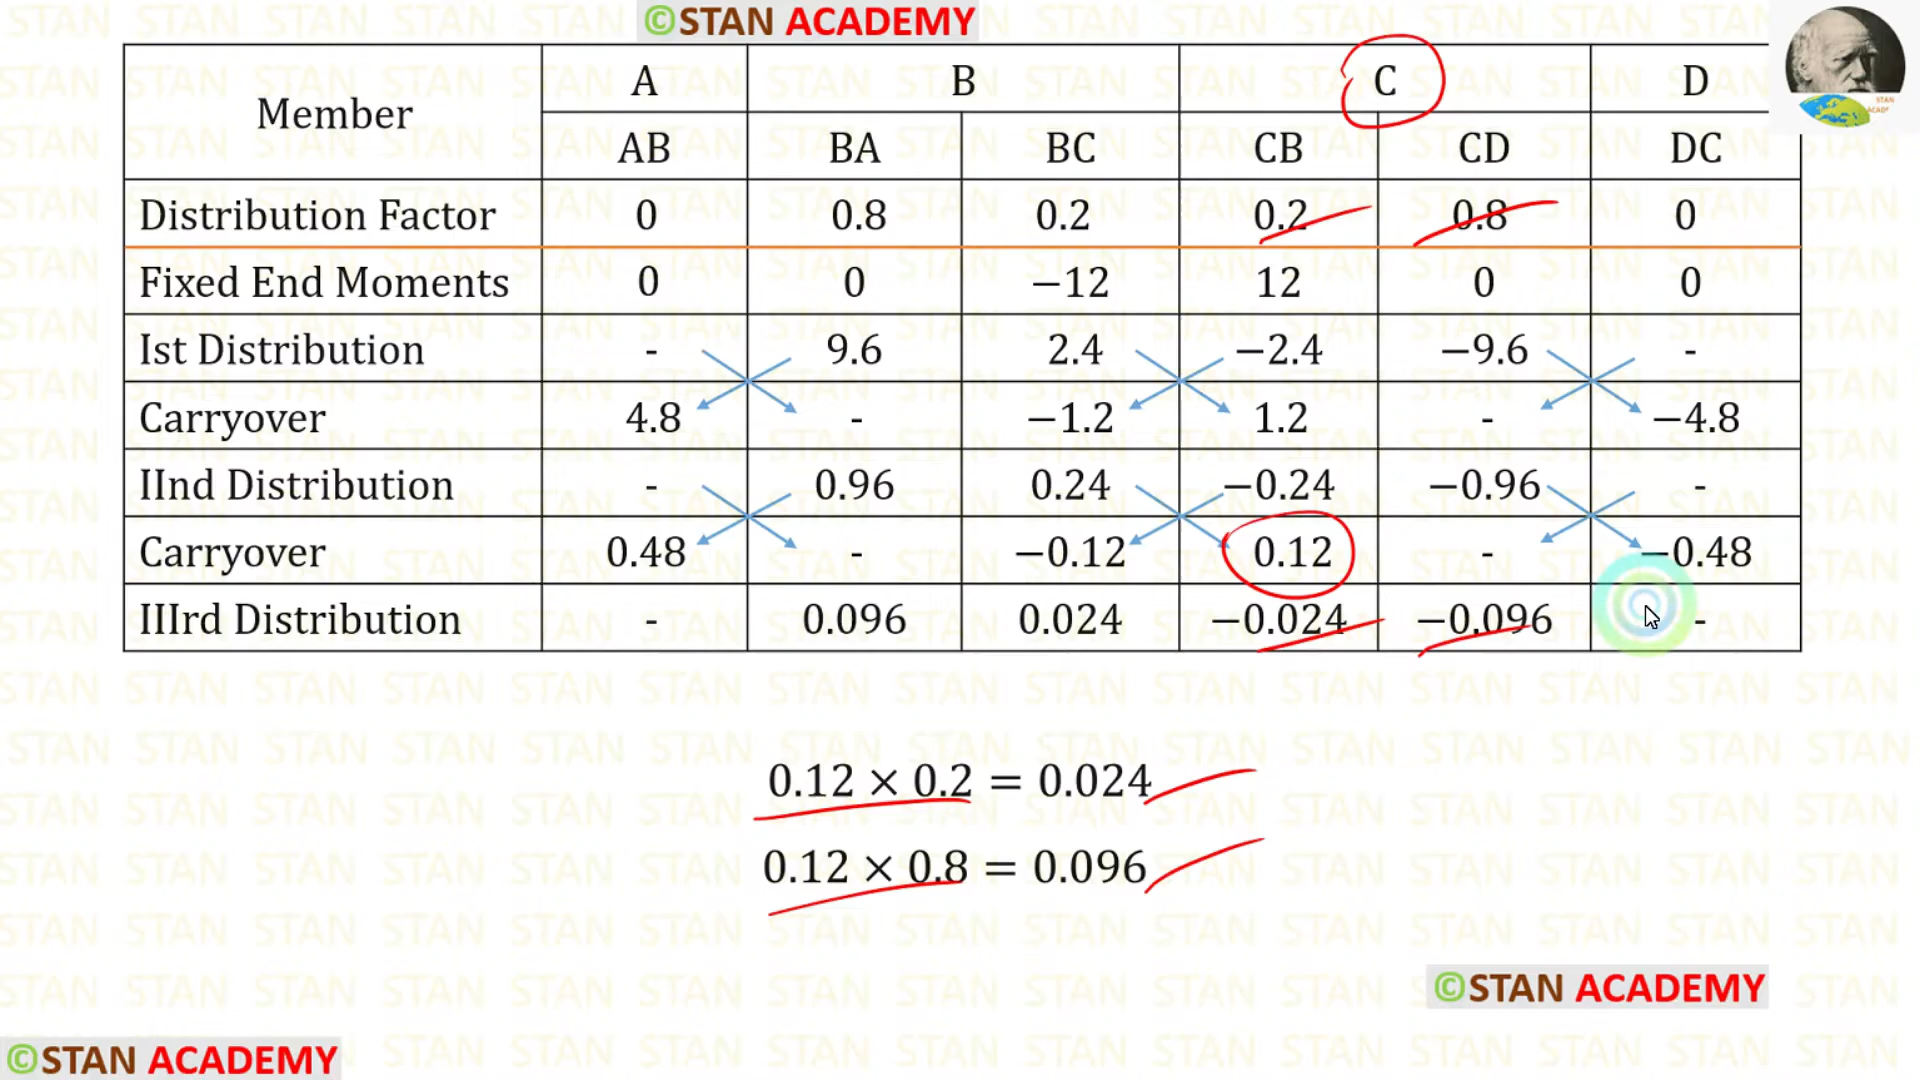 ©STAN ACADEMY
Member A B C D
AB BA BC CB CD DC
Distribution Factor 0 0.8 0.2 0.2 0.8 0
Fixed End Moments 0 0 −12 12 0 0
Ist Distribution - 9.6 2.4 −2.4 −9.6 -
Carryover 4.8 - −1.2 1.2 - −4.8
IInd Distribution - 0.96 0.24 −0.24 −0.96 -
Carryover 0.48 - −0.12 0.12 - −0.48
IIIrd Distribution - 0.096 0.024 −0.024 −0.096 -
0.12 × 0.2 = 0.024
0.12 × 0.8 = 0.096
©STAN ACADEMY
©STAN ACADEMY